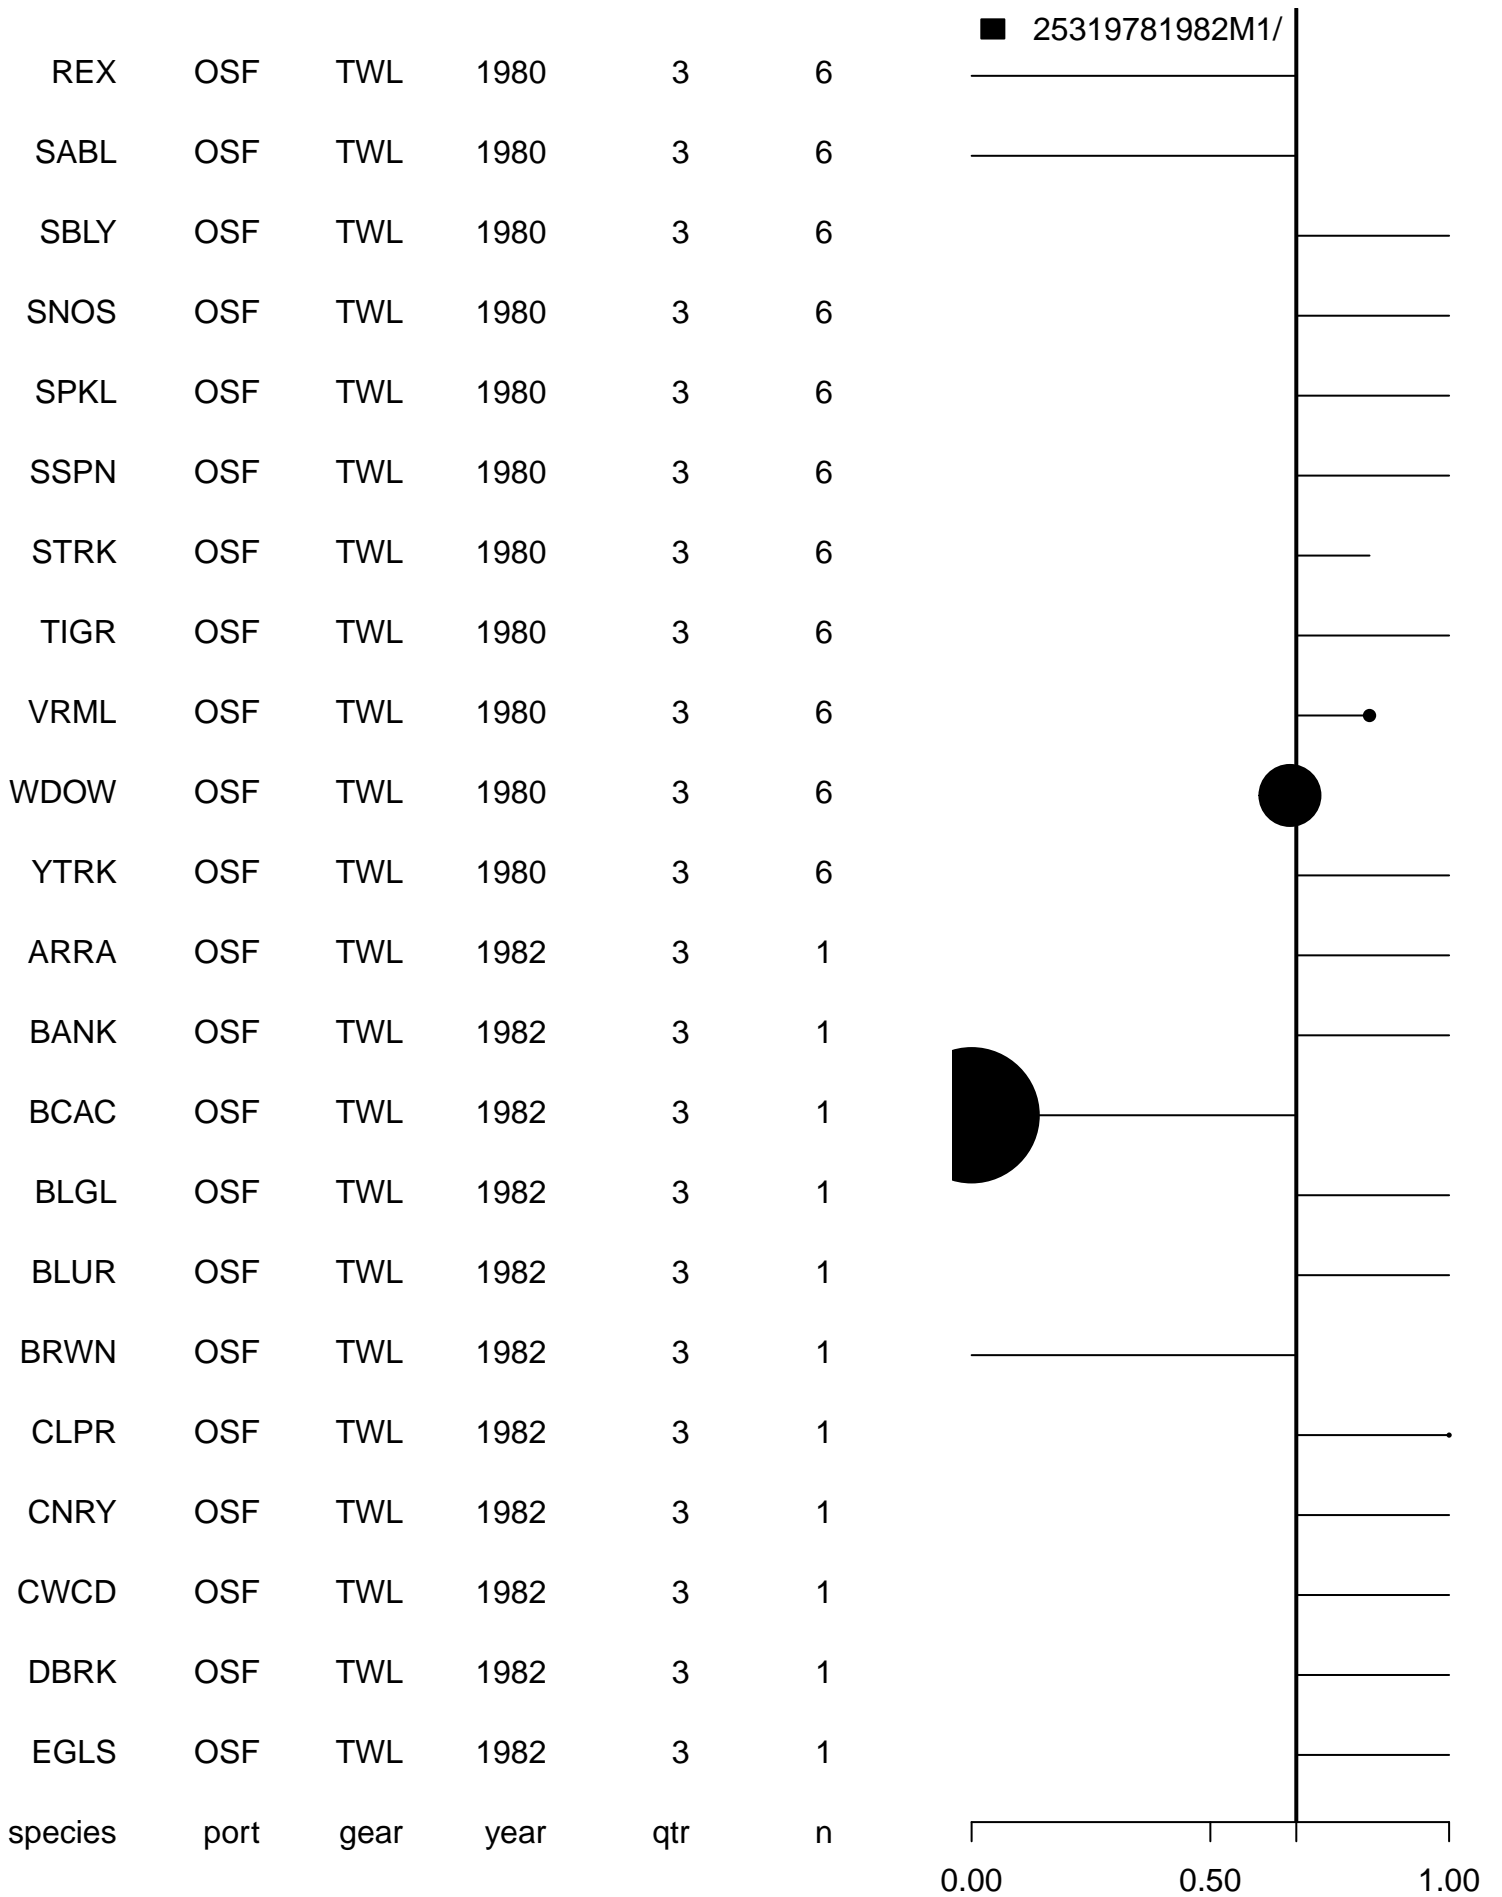 25319781982M1/
REX OSF TWL 1980 3 6
SABL OSF TWL 1980 3 6
SBLY OSF TWL 1980 3 6
SNOS OSF TWL 1980 3 6
SPKL OSF TWL 1980 3 6
SSPN OSF TWL 1980 3 6
STRK OSF TWL 1980 3 6
TIGR OSF TWL 1980 3 6
VRML OSF TWL 1980 3 6
WDOW OSF TWL 1980 3 6
YTRK OSF TWL 1980 3 6
ARRA OSF TWL 1982 3 1
BANK OSF TWL 1982 3 1
BCAC OSF TWL 1982 3 1
BLGL OSF TWL 1982 3 1
BLUR OSF TWL 1982 3 1
BRWN OSF TWL 1982 3 1
CLPR OSF TWL 1982 3 1
CNRY OSF TWL 1982 3 1
CWCD OSF TWL 1982 3 1
DBRK OSF TWL 1982 3 1
EGLS OSF TWL 1982 3 1
species port gear year qtr n
0.00 0.50 1.00